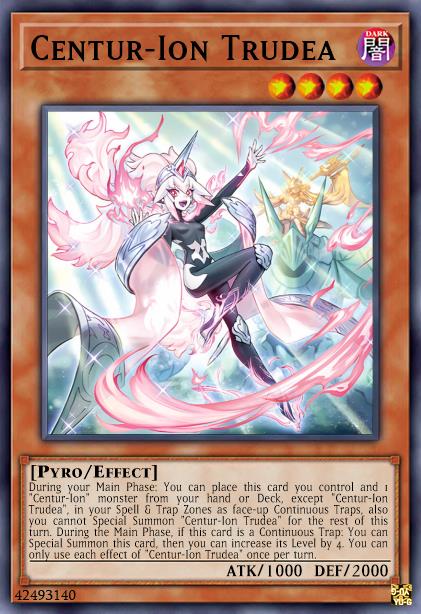 CENTUR-ION TRUDEA
DARK
闇
[PYRO/EFFECT]
During your Main Phase: You can place this card you control and 1
"Centur-Ion" monster from your hand or Deck, except "Centur-Ion
Trudea", in your Spell & Trap Zones as face-up Continuous Traps, also
you cannot Special Summon "Centur-Ion Trudea" for the rest of this
turn. During the Main Phase, if this card is a Continuous Trap: You can
Special Summon this card, then you can increase its Level by 4. You can
only use each effect of "Centur-Ion Trudea" once per turn.
ATK/1000 DEF/2000
42493140